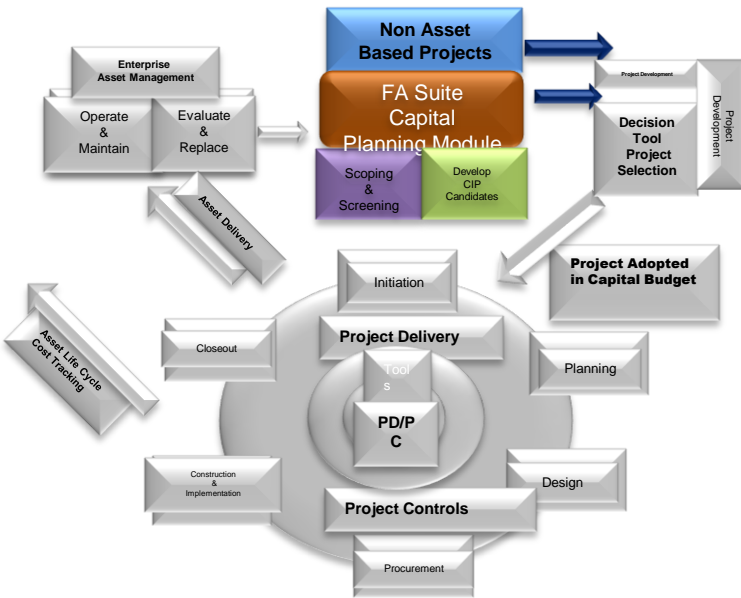 Non Asset
Based Projects
Enterprise
Asset Management
Operate
&
Maintain
Evaluate
&
Replace
FA Suite
Capital
Planning Module
Scoping
&
Screening
Develop
CIP
Candidates
Project Development
Project
Development
Decision
Tool
Project
Selection
Asset Delivery
Project Adopted
in Capital Budget
Asset Life Cycle
Cost Tracking
Initiation
Project Delivery
Closeout
Planning
Tool
s
PD/P
C
Construction
&
Implementation
Design
Project Controls
Procurement